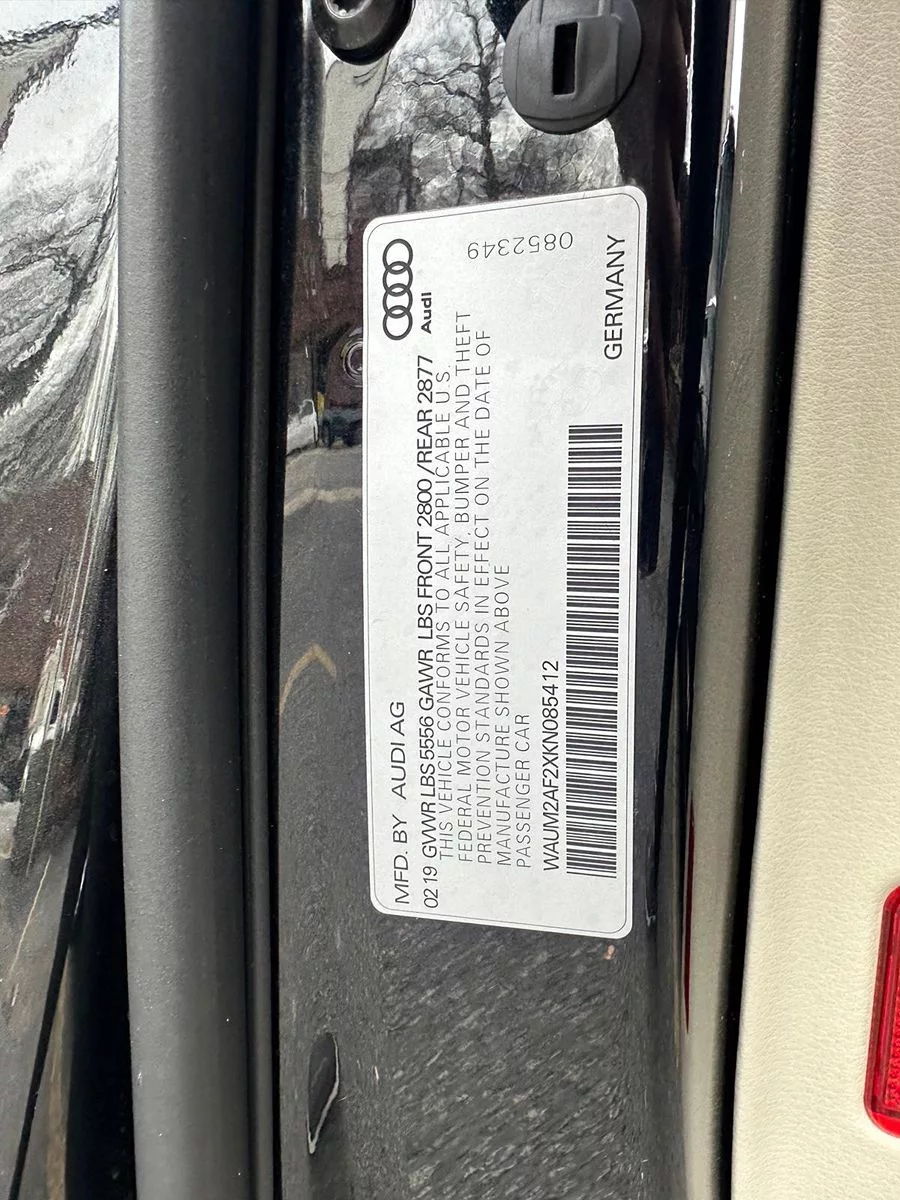 MFD. BY AUDI AG
Audi
0219 GVWR LBS 5556 GAWR LBS FRONT 2800 / REAR 2877
THIS VEHICLE CONFORMS TO ALL APPLICABLE U.S.
FEDERAL MOTOR VEHICLE SAFETY, BUMPER AND THEFT
PREVENTION STANDARDS IN EFFECT ON THE DATE OF
MANUFACTURE SHOWN ABOVE
PASSENGER CAR
0852349
WAUM2AF2XKN085412
GERMANY